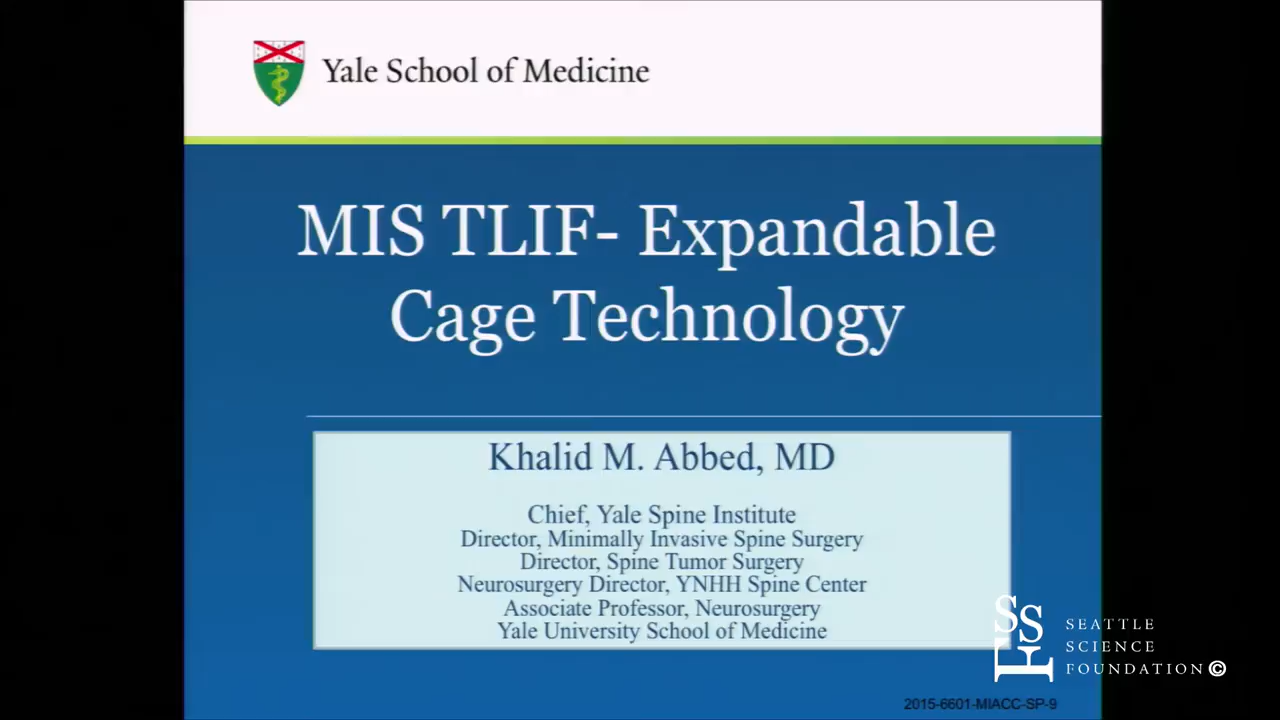 Yale School of Medicine
MIS TLIF- Expandable
Cage Technology
Khalid M. Abbed, MD
Chief, Yale Spine Institute
Director, Minimally Invasive Spine Surgery
Director, Spine Tumor Surgery
Neurosurgery Director, YNHH Spine Center
Associate Professor, Neurosurgery
Yale University School of Medicine
SSF
SEATTLE
SCIENCE
FOUNDATION©
2015-6601-MIACC-SP-9